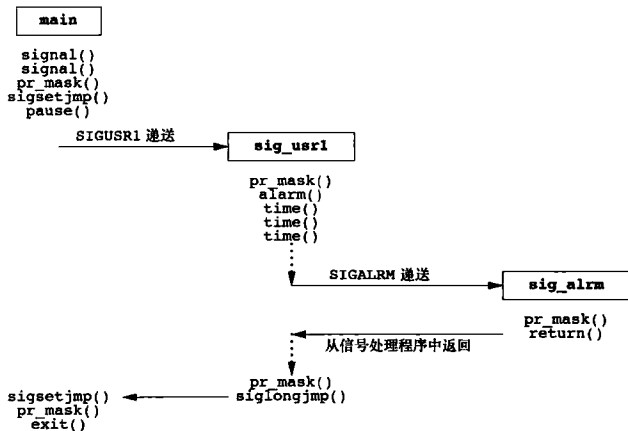 main
signal()
signal()
pr_mask()
sigsetjmp()
pause()
SIGUSR1 递送
sig_usr1
pr_mask()
alarm()
time()
time()
time()
SIGALRM 递送
sig_alrm
pr_mask()
return()
从信号处理程序中返回
pr_mask()
siglongjmp()
sigsetjmp()
pr_mask()
exit()